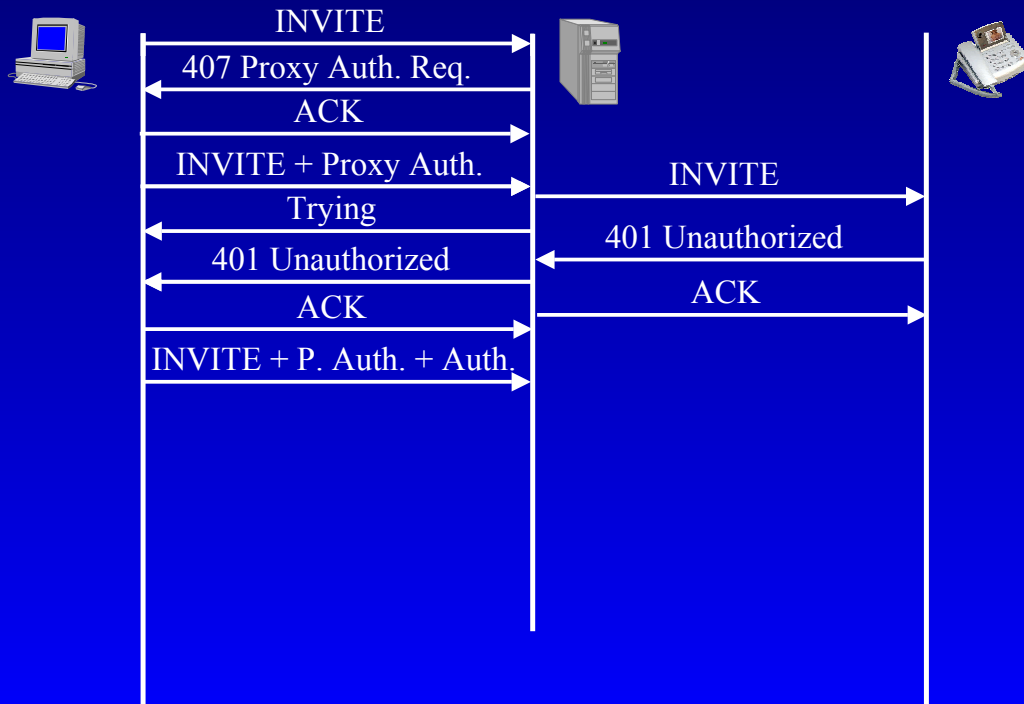 INVITE
407 Proxy Auth. Req.
ACK
INVITE + Proxy Auth.
INVITE
Trying
401 Unauthorized
401 Unauthorized
ACK
ACK
INVITE + P. Auth. + Auth.